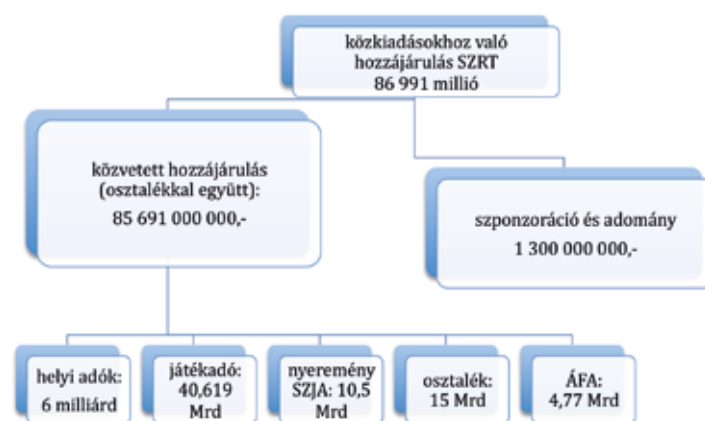 közkiadásokhoz való
hozzájárulás SZRT
86 991 millió
közvetett hozzájárulás
(osztalékkal együtt):
85 691 000 000,-
szponzoráció és adomány
1 300 000 000,-
helyi adók:
6 milliárd
játékadó:
40,619
Mrd
nyeremény
SZJA: 10,5
Mrd
osztalék:
15 Mrd
ÁFA:
4,77 Mrd